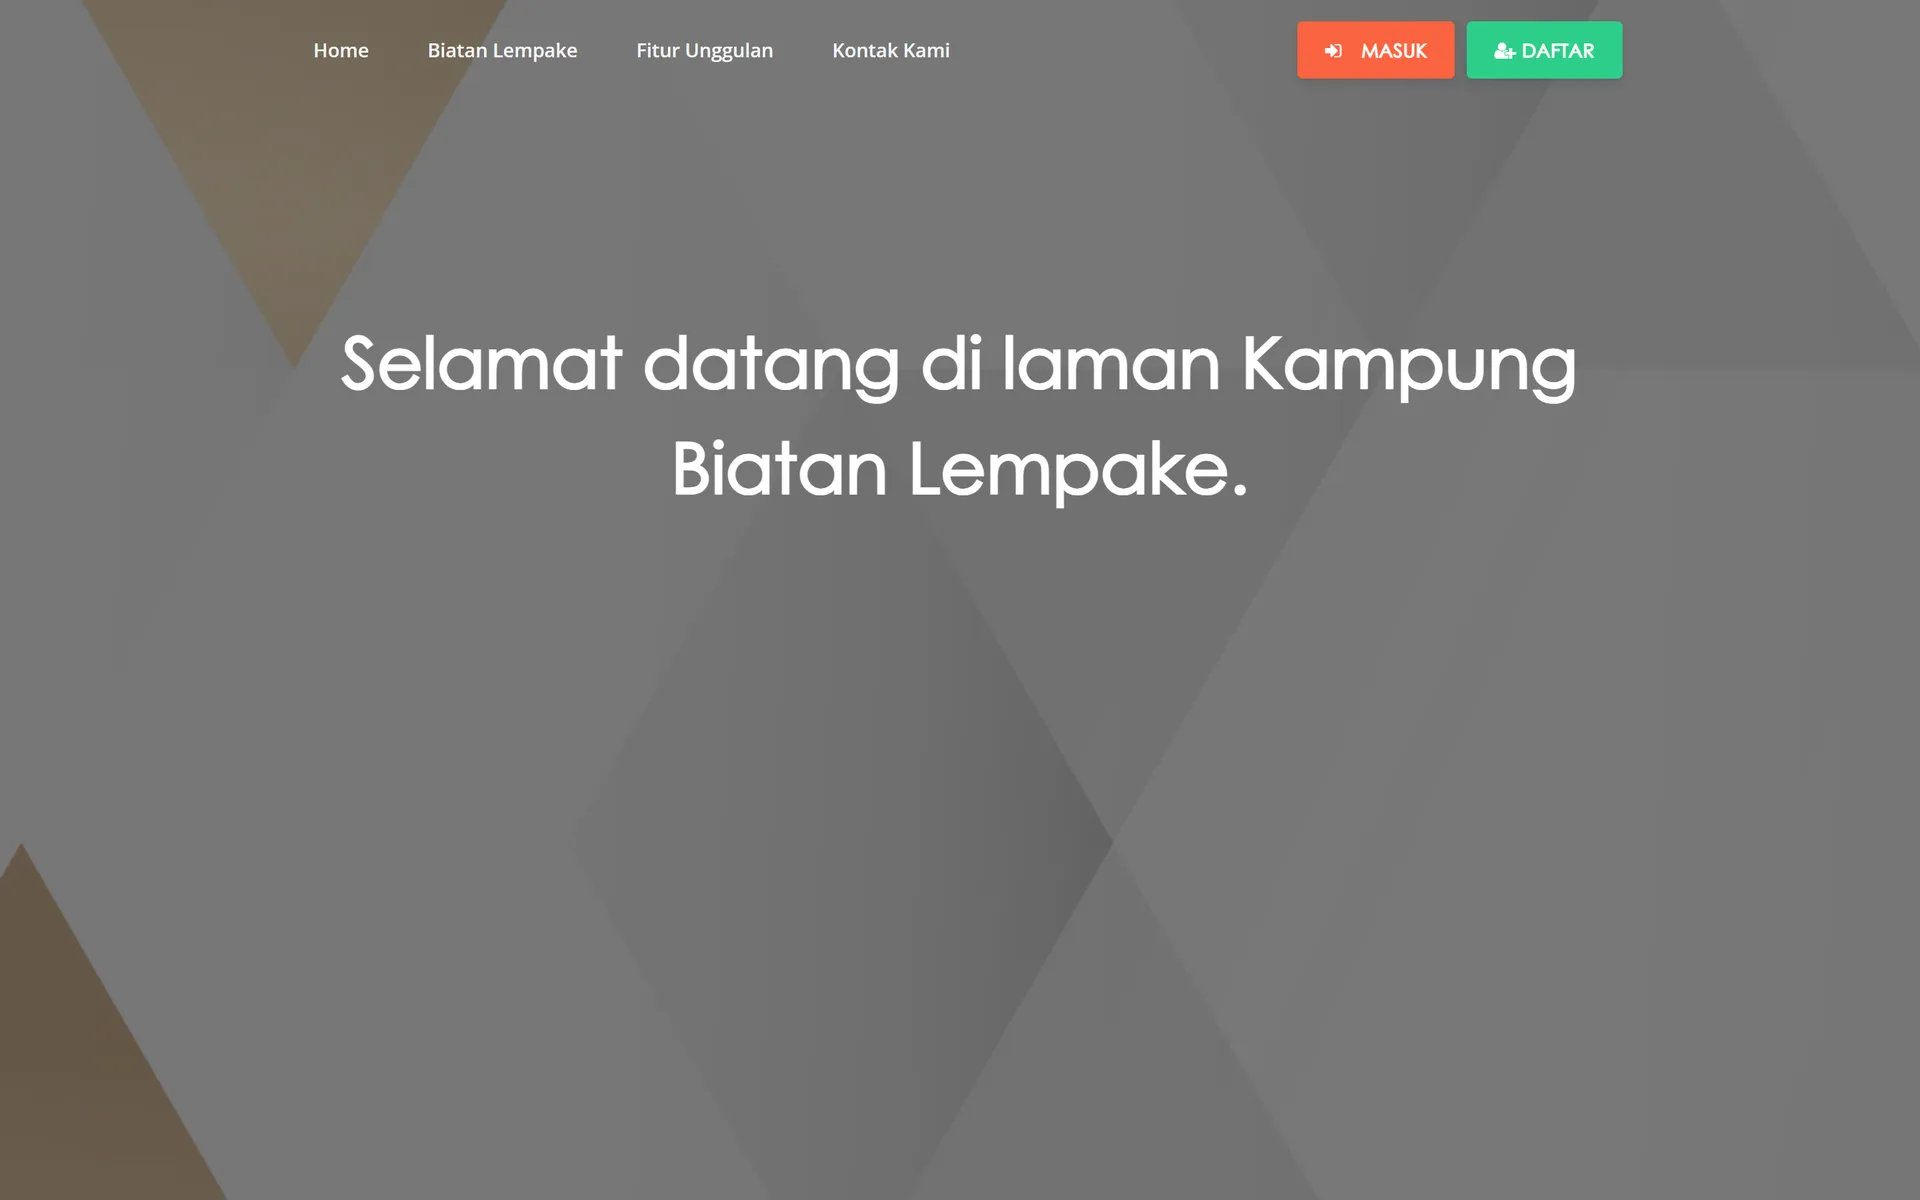 Home Biatan Lempake Fitur Unggulan Kontak Kami MASUK DAFTAR
Selamat datang di laman Kampung
Biatan Lempake.